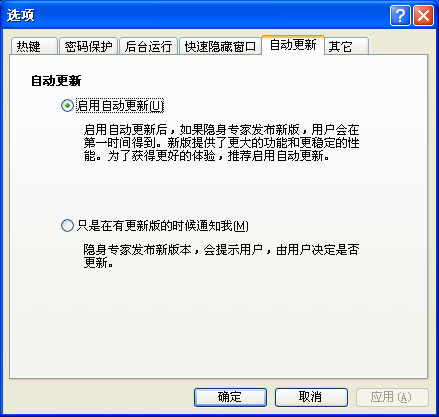 选项
热键 密码保护 后台运行 快速隐藏窗口 自动更新 其它
自动更新
启用自动更新(U)
启用自动更新后，如果隐身专家发布新版，用户会在
第一时间得到。新版提供了更大的功能和更稳定的性
能。为了获得更好的体验，推荐启用自动更新。
只是在有更新版的时候通知我(M)
隐身专家发布新版本，会提示用户，由用户决定是否
更新。
确定 取消 应用(A)